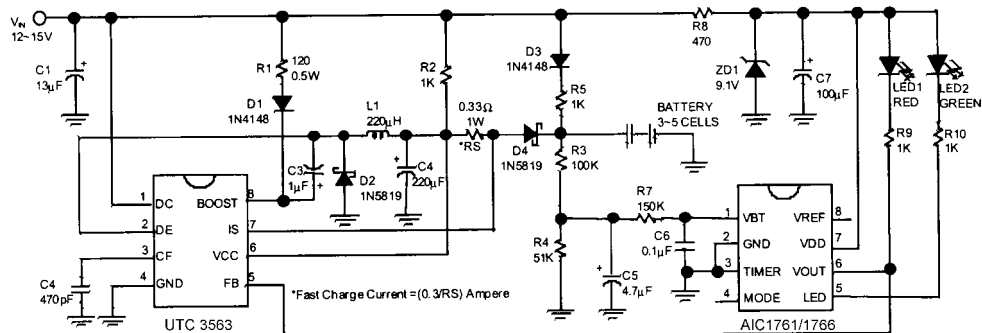 VIN
12~15V
C1
13µF
+
R1
120
0.5W
D1
1N4148
R2
1K
L1
220µH
0.33Ω
1W
*RS
D3
1N4148
R5
1K
R8
470
ZD1
9.1V
+
C7
100µF
LED1
RED
LED2
GREEN
R9
1K
R10
1K
BATTERY
3~5 CELLS
D4
1N5819
R3
100K
C3
1µF
+
D2
1N5819
+
C4
220µF
R7
150K
R4
51K
+
C5
4.7µF
C6
0.1µF
1 DC BOOST 8
2 DE IS 7
3 CF VCC 6
4 GND FB 5
UTC 3563
C4
470pF
*Fast Charge Current =(0.3/RS) Ampere
1 VBT VREF 8
2 GND VDD 7
3 TIMER VOUT 6
4 MODE LED 5
AIC1761/1766